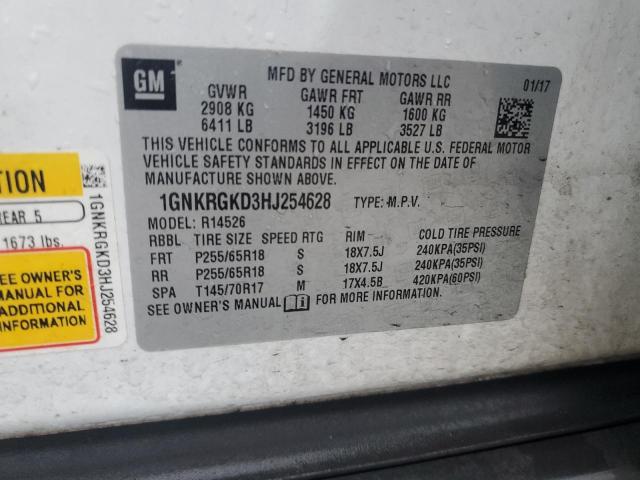 GM
MFD BY GENERAL MOTORS LLC
01/17
GVWR GAWR FRT GAWR RR
2908 KG 1450 KG 1600 KG
6411 LB 3196 LB 3527 LB
THIS VEHICLE CONFORMS TO ALL APPLICABLE U.S. FEDERAL MOTOR
VEHICLE SAFETY STANDARDS IN EFFECT ON THE DATE OF
MANUFACTURE SHOWN ABOVE.
1GNKRGKD3HJ254628 TYPE: M.P.V.
MODEL: R14526
RBBL TIRE SIZE SPEED RTG RIM COLD TIRE PRESSURE
FRT P255/65R18 S 18X7.5J 240KPA(35PSI)
RR P255/65R18 S 18X7.5J 240KPA(35PSI)
SPA T145/70R17 M 17X4.5B 420KPA(60PSI)
SEE OWNER'S MANUAL i FOR MORE INFORMATION
TION
REAR 5
1673 lbs.
SEE OWNER'S
MANUAL FOR
ADDITIONAL
1GNKRGKD3HJ254628